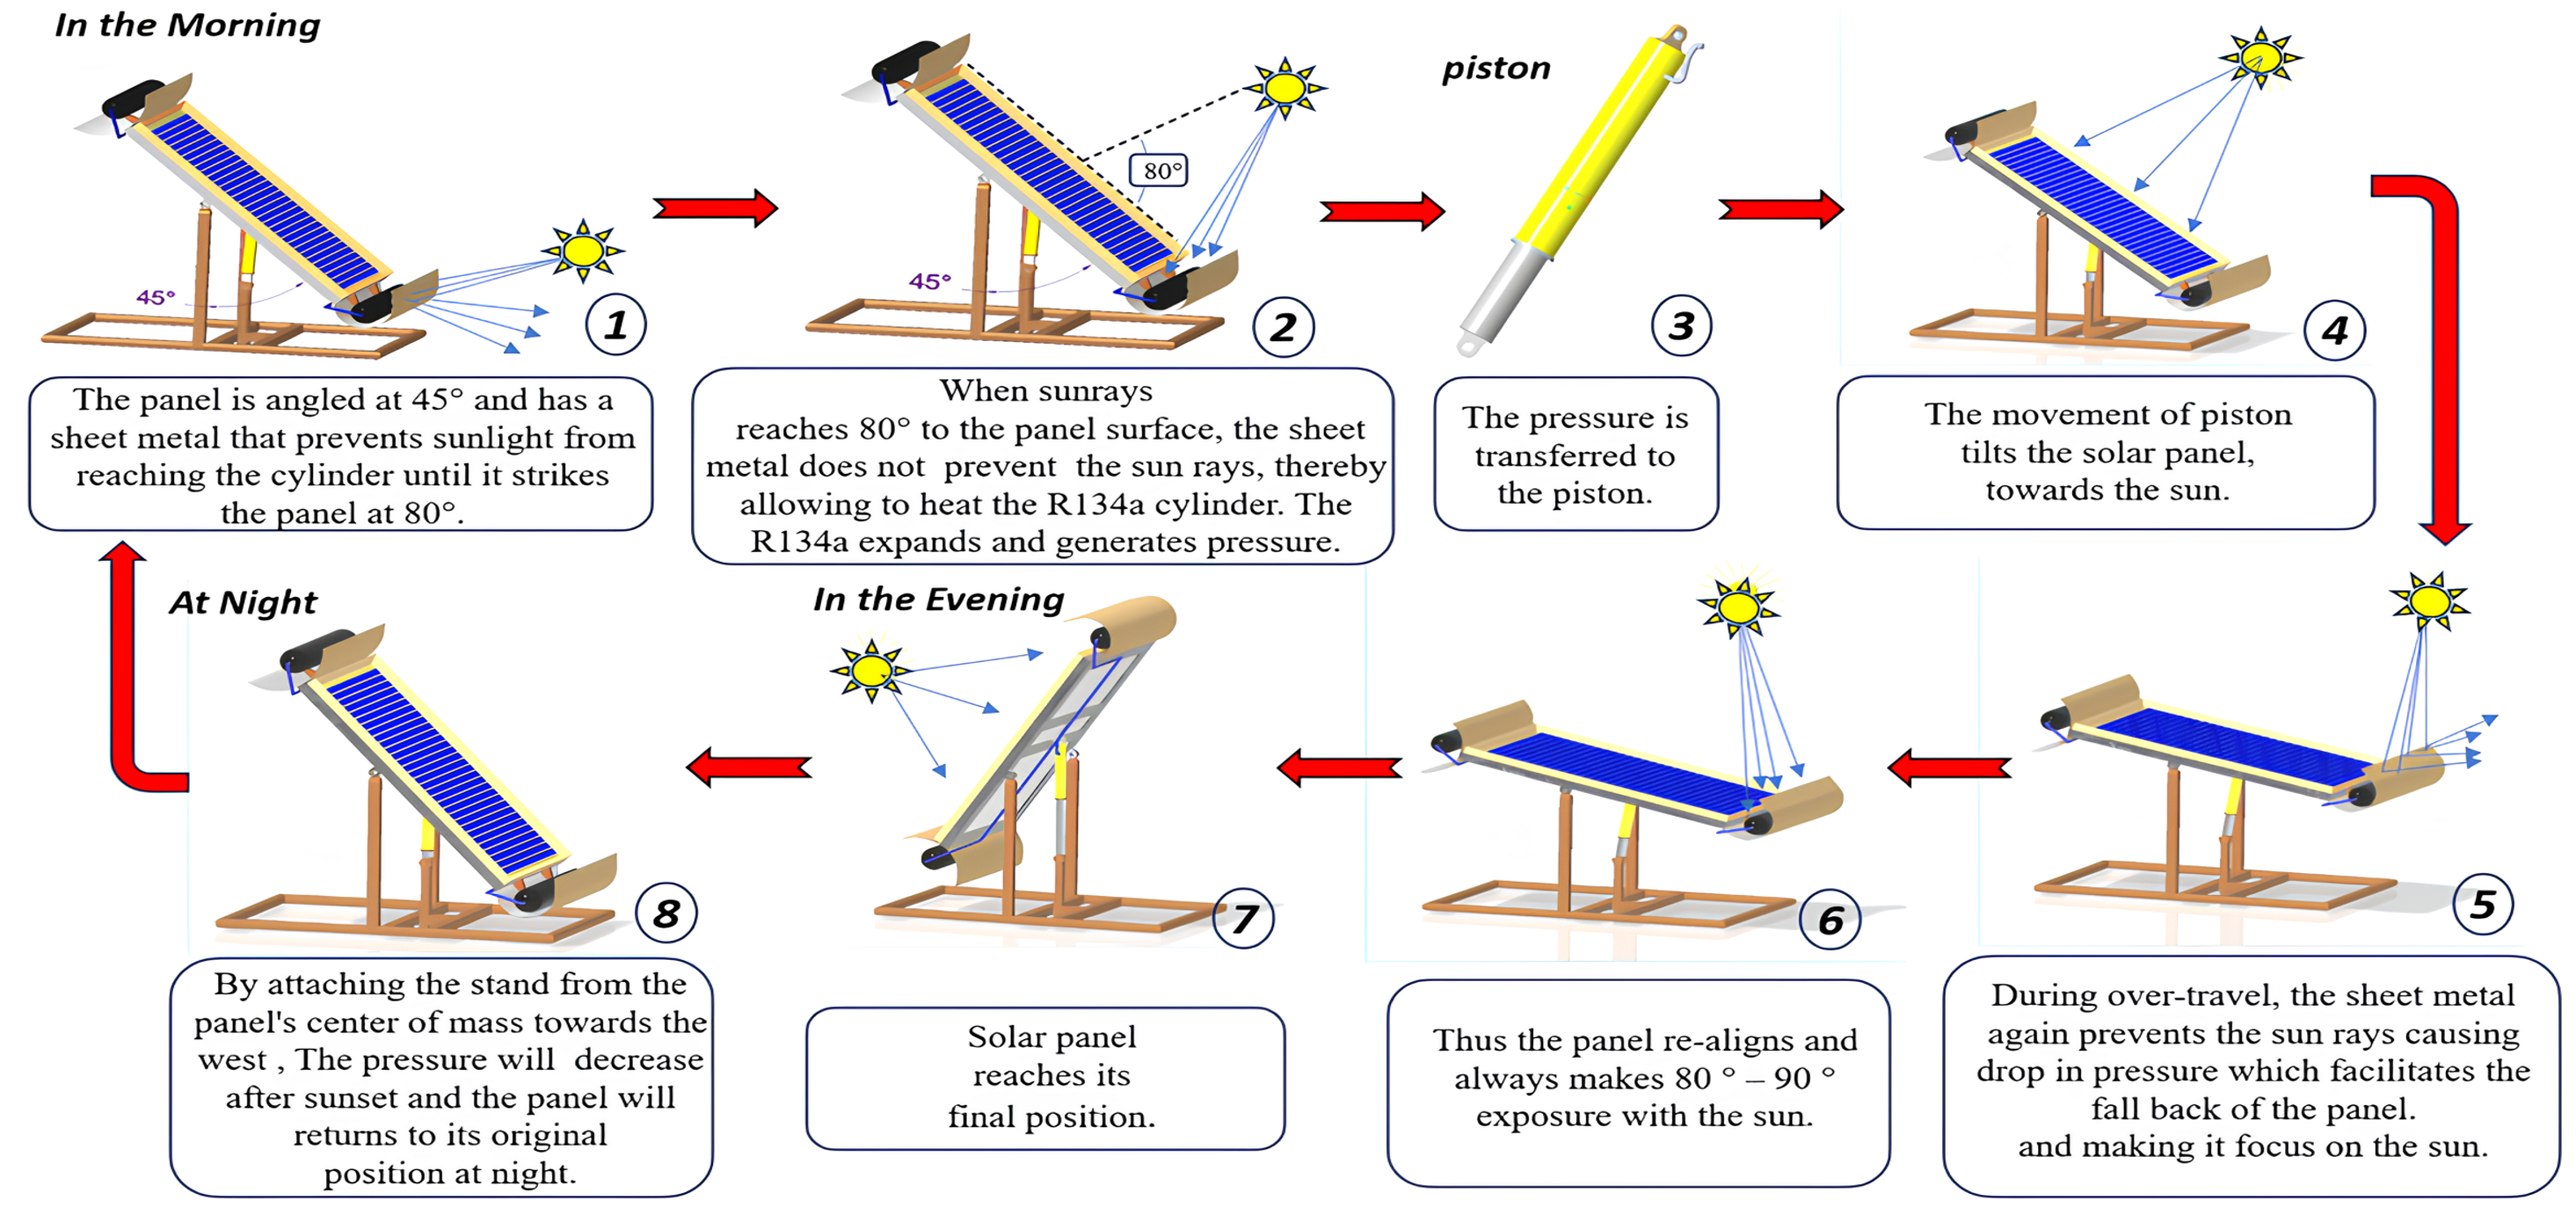 In the Morning
45°
1
The panel is angled at 45° and has a
sheet metal that prevents sunlight from
reaching the cylinder until it strikes
the panel at 80°.
80°
45°
2
When sunrays
reaches 80° to the panel surface, the sheet
metal does not prevent the sun rays, thereby
allowing to heat the R134a cylinder. The
R134a expands and generates pressure.
piston
3
The pressure is
transferred to
the piston.
4
The movement of piston
tilts the solar panel,
towards the sun.
5
During over-travel, the sheet metal
again prevents the sun rays causing
drop in pressure which facilitates the
fall back of the panel.
and making it focus on the sun.
6
Thus the panel re-aligns and
always makes 80 ° – 90 °
exposure with the sun.
In the Evening
7
Solar panel
reaches its
final position.
At Night
8
By attaching the stand from the
panel's center of mass towards the
west , The pressure will decrease
after sunset and the panel will
returns to its original
position at night.